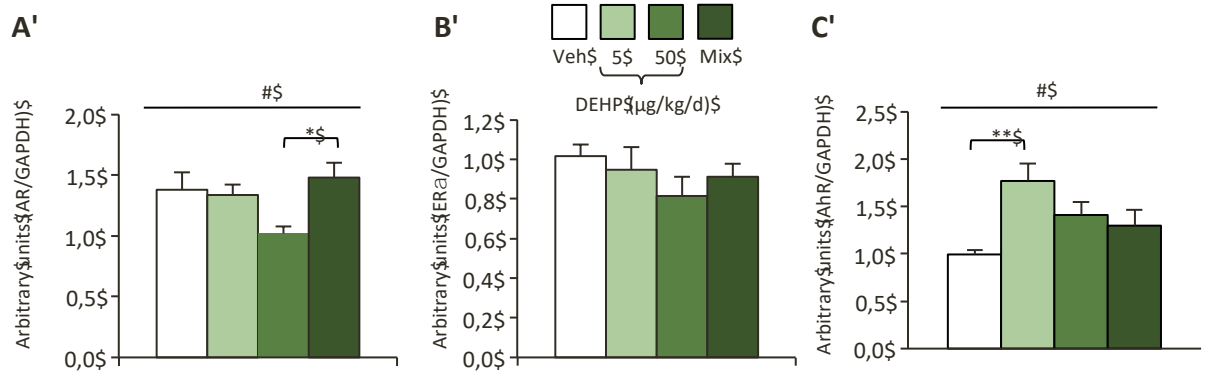 A'
B'
C'
Veh$ 5$ 50$ Mix$
DEHP$(µg/kg/d)$
#$
*$
Arbitrary$units$(AR/GAPDH)$
2,0$
1,5$
1,0$
0,5$
0,0$
Arbitrary$units$(ERα/GAPDH)$
1,2$
1,0$
0,8$
0,6$
0,4$
0,2$
0,0$
#$
**$
Arbitrary$units$(AhR/GAPDH)$
2,5$
2,0$
1,5$
1,0$
0,5$
0,0$